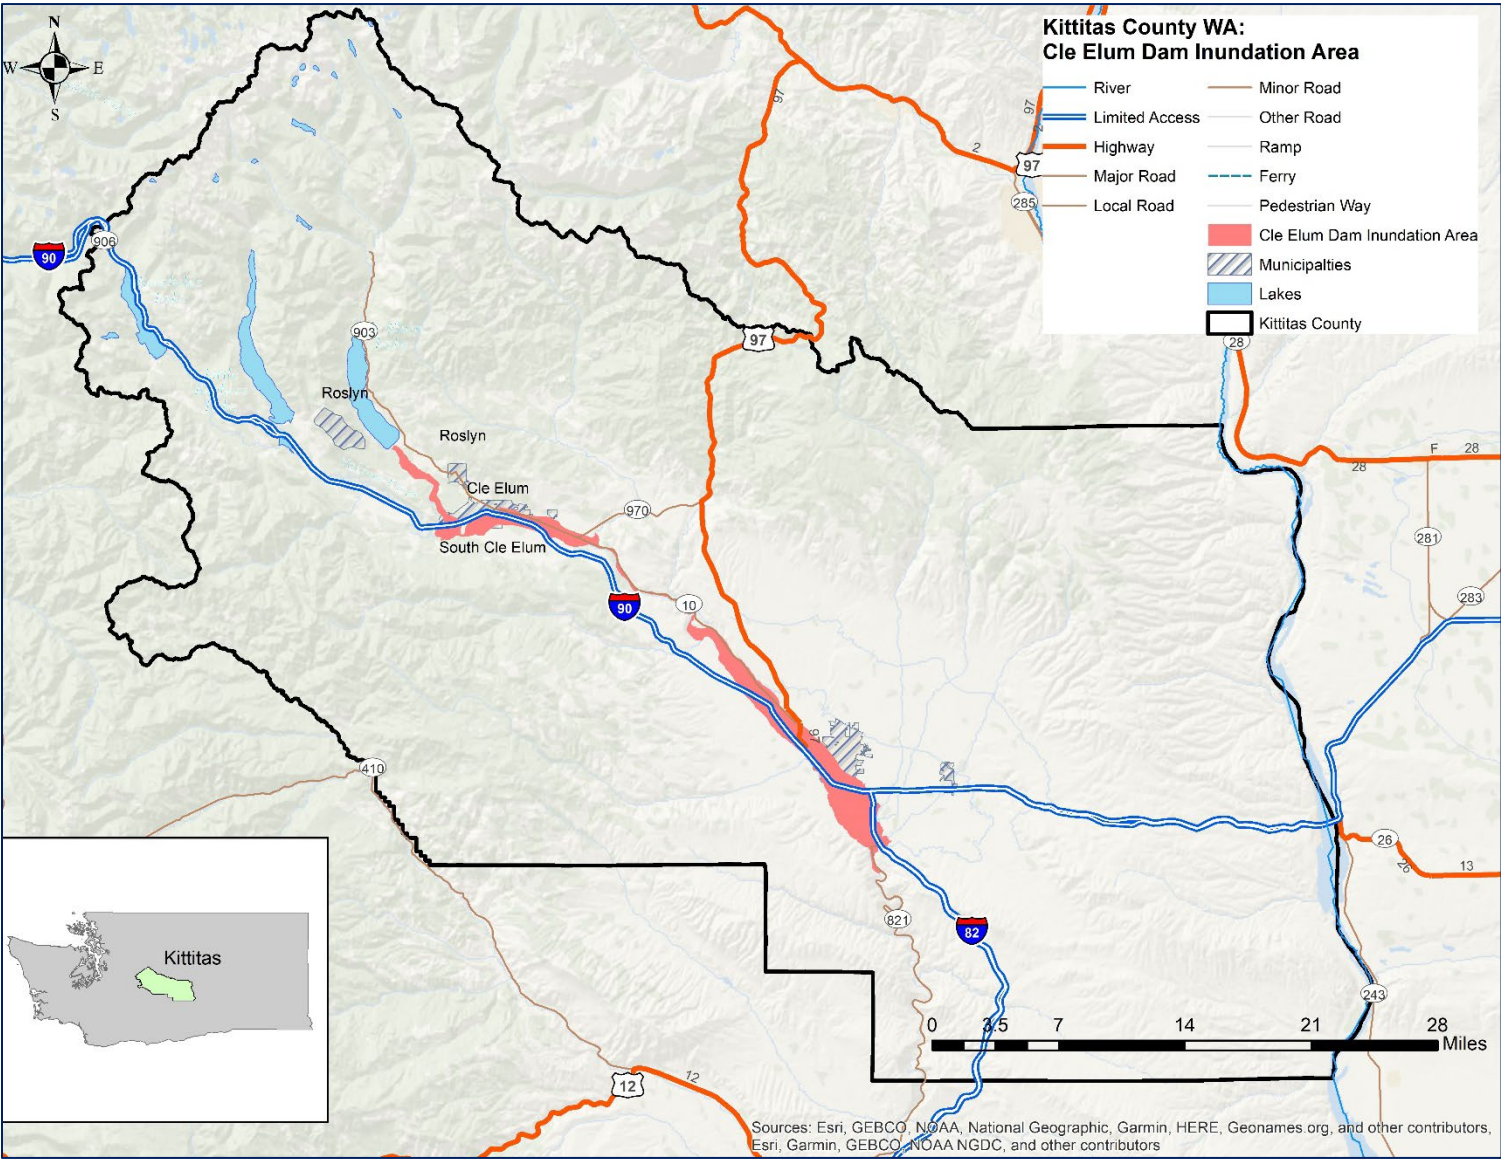 N
W E
S
Kittitas County WA:
Cle Elum Dam Inundation Area
River
Limited Access
Highway
Major Road
Local Road
Minor Road
Other Road
Ramp
Ferry
Pedestrian Way
Cle Elum Dam Inundation Area
Municipalties
Lakes
Kittitas County
97
97
2
97
285
2
906
90
903
97
28
Roslyn
Roslyn
F
28
28
Cle Elum
970
South Cle Elum
281
283
90
10
97
410
26
26
13
821
82
Kittitas
243
0 3.5 7 14 21 28
Miles
12
12
Sources: Esri, GEBCO, NOAA, National Geographic, Garmin, HERE, Geonames.org, and other contributors,
Esri, Garmin, GEBCO, NOAA NGDC, and other contributors